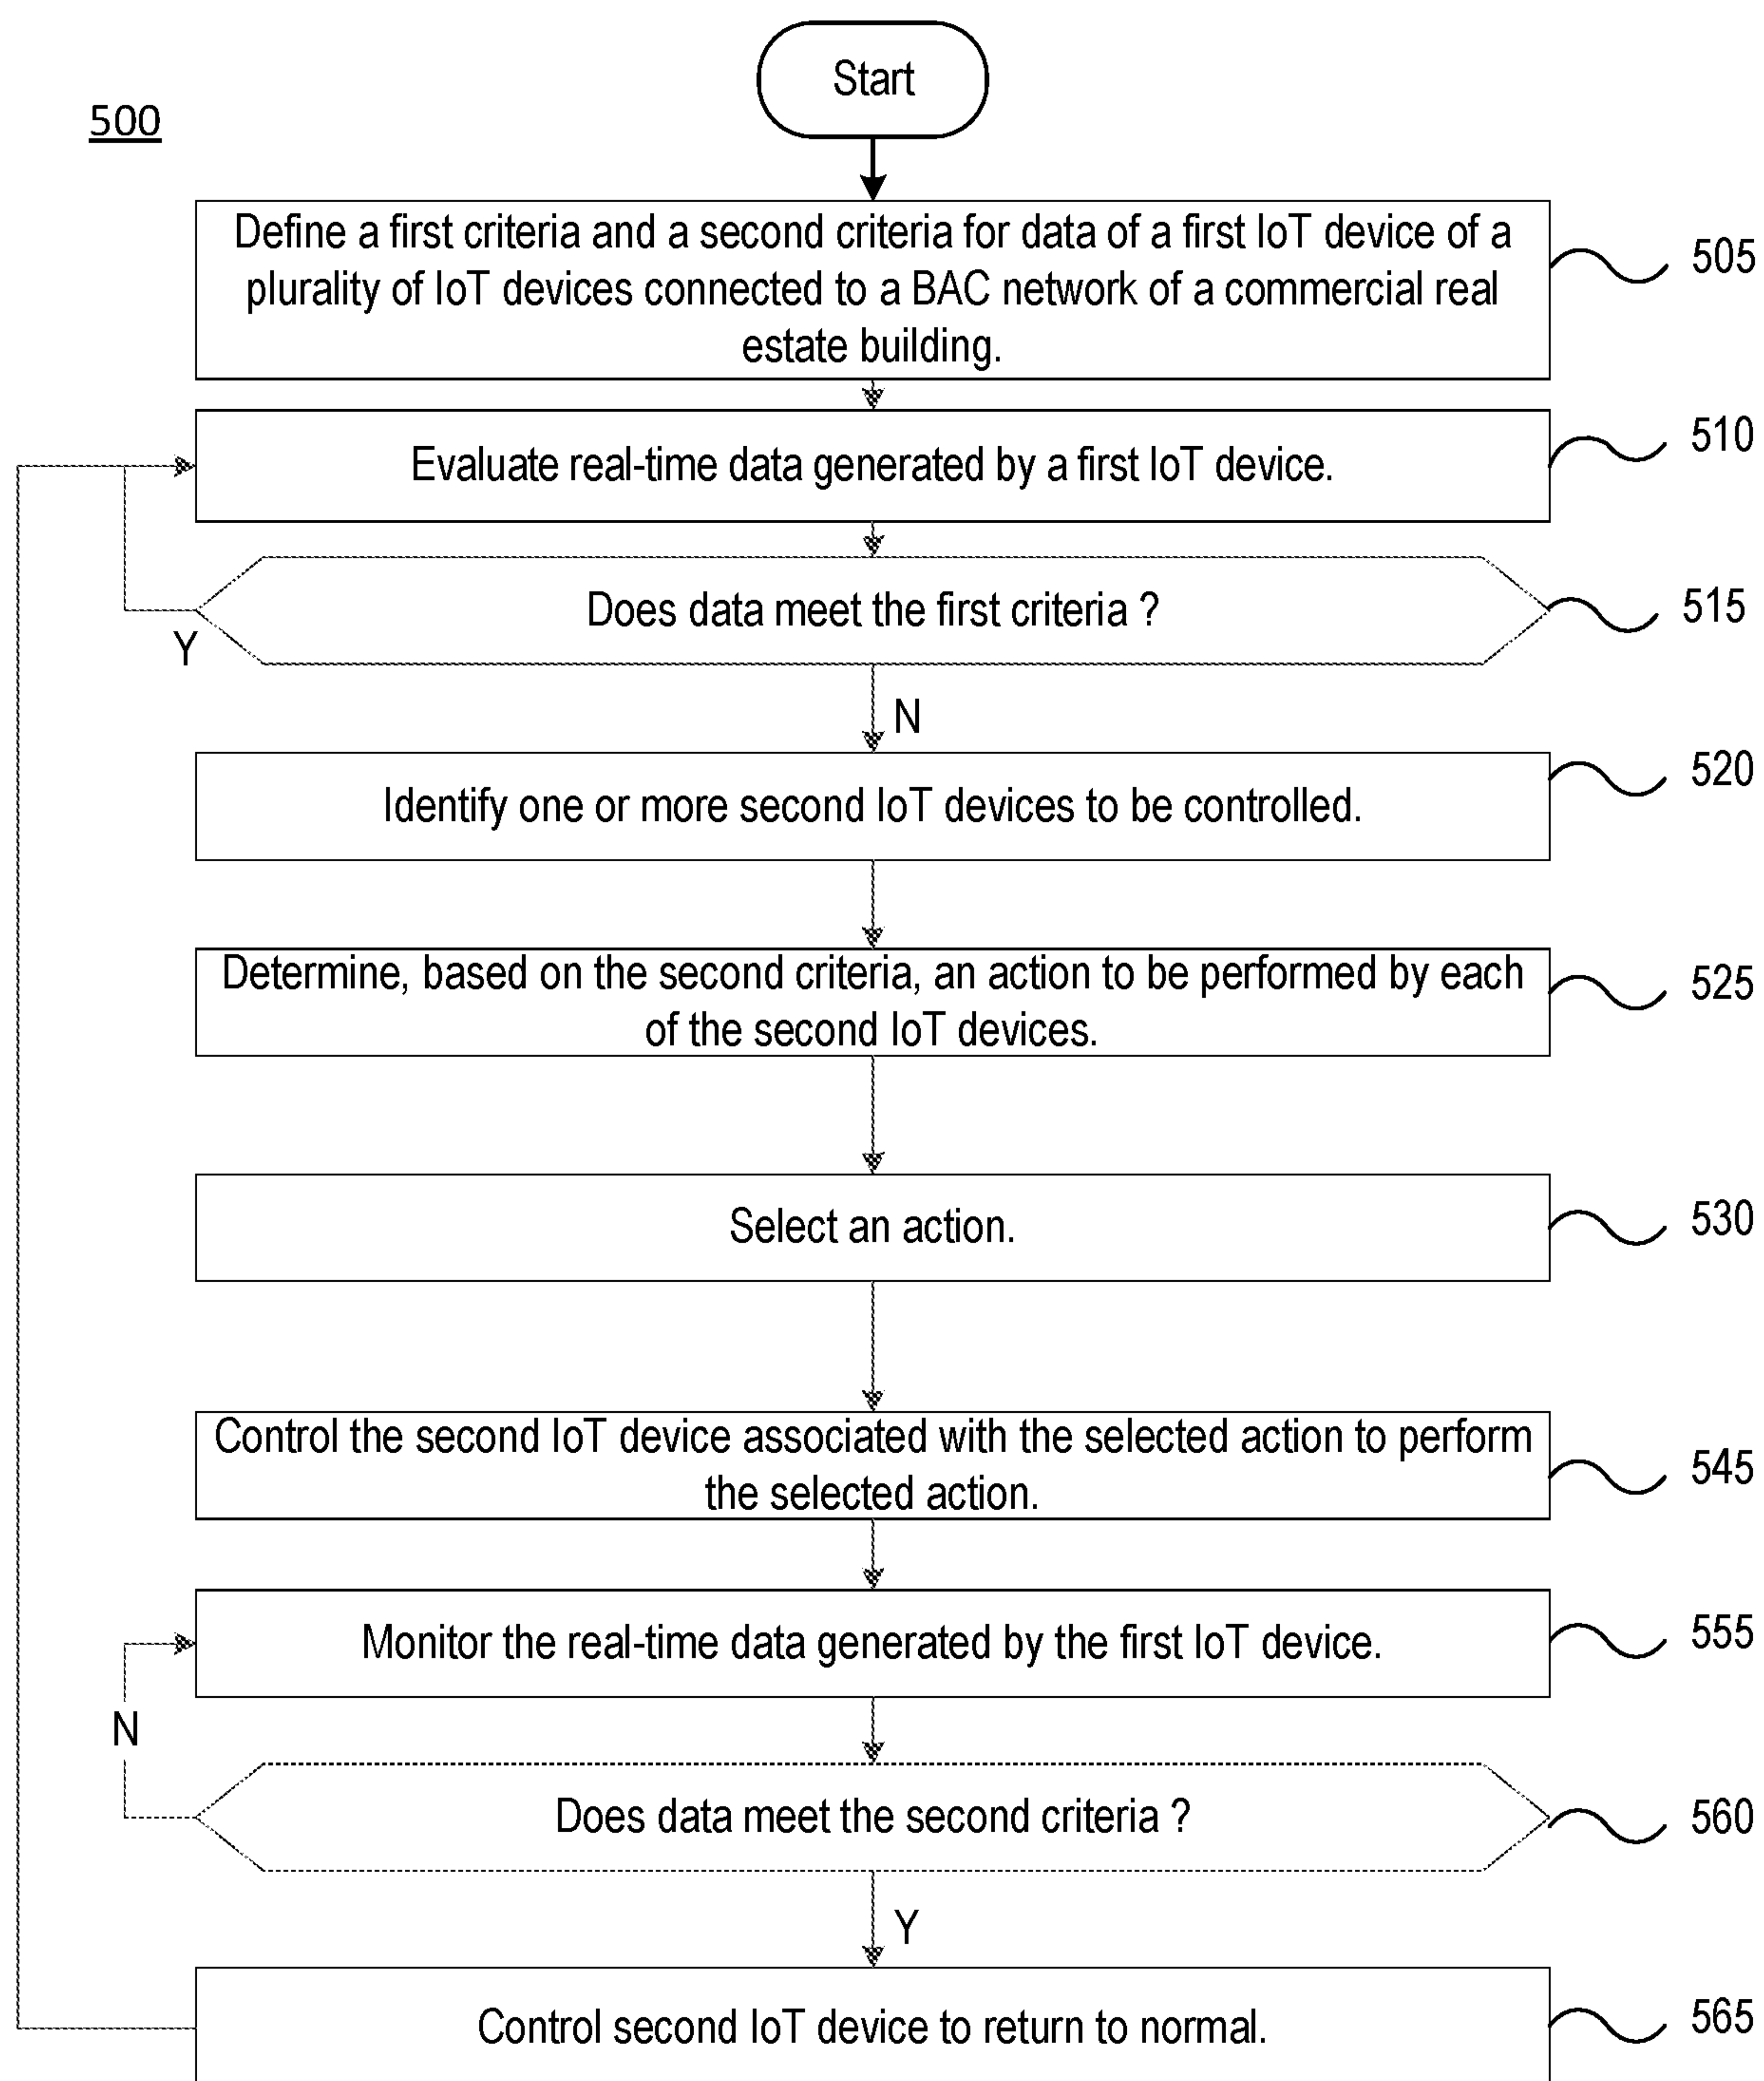 Start
500
Define a first criteria and a second criteria for data of a first IoT device of a
plurality of IoT devices connected to a BAC network of a commercial real
estate building.
505
Evaluate real-time data generated by a first IoT device.
510
Does data meet the first criteria ?
515
Y
N
Identify one or more second IoT devices to be controlled.
520
Determine, based on the second criteria, an action to be performed by each
of the second IoT devices.
525
Select an action.
530
Control the second IoT device associated with the selected action to perform
the selected action.
545
Monitor the real-time data generated by the first IoT device.
555
N
Does data meet the second criteria ?
560
Y
Control second IoT device to return to normal.
565